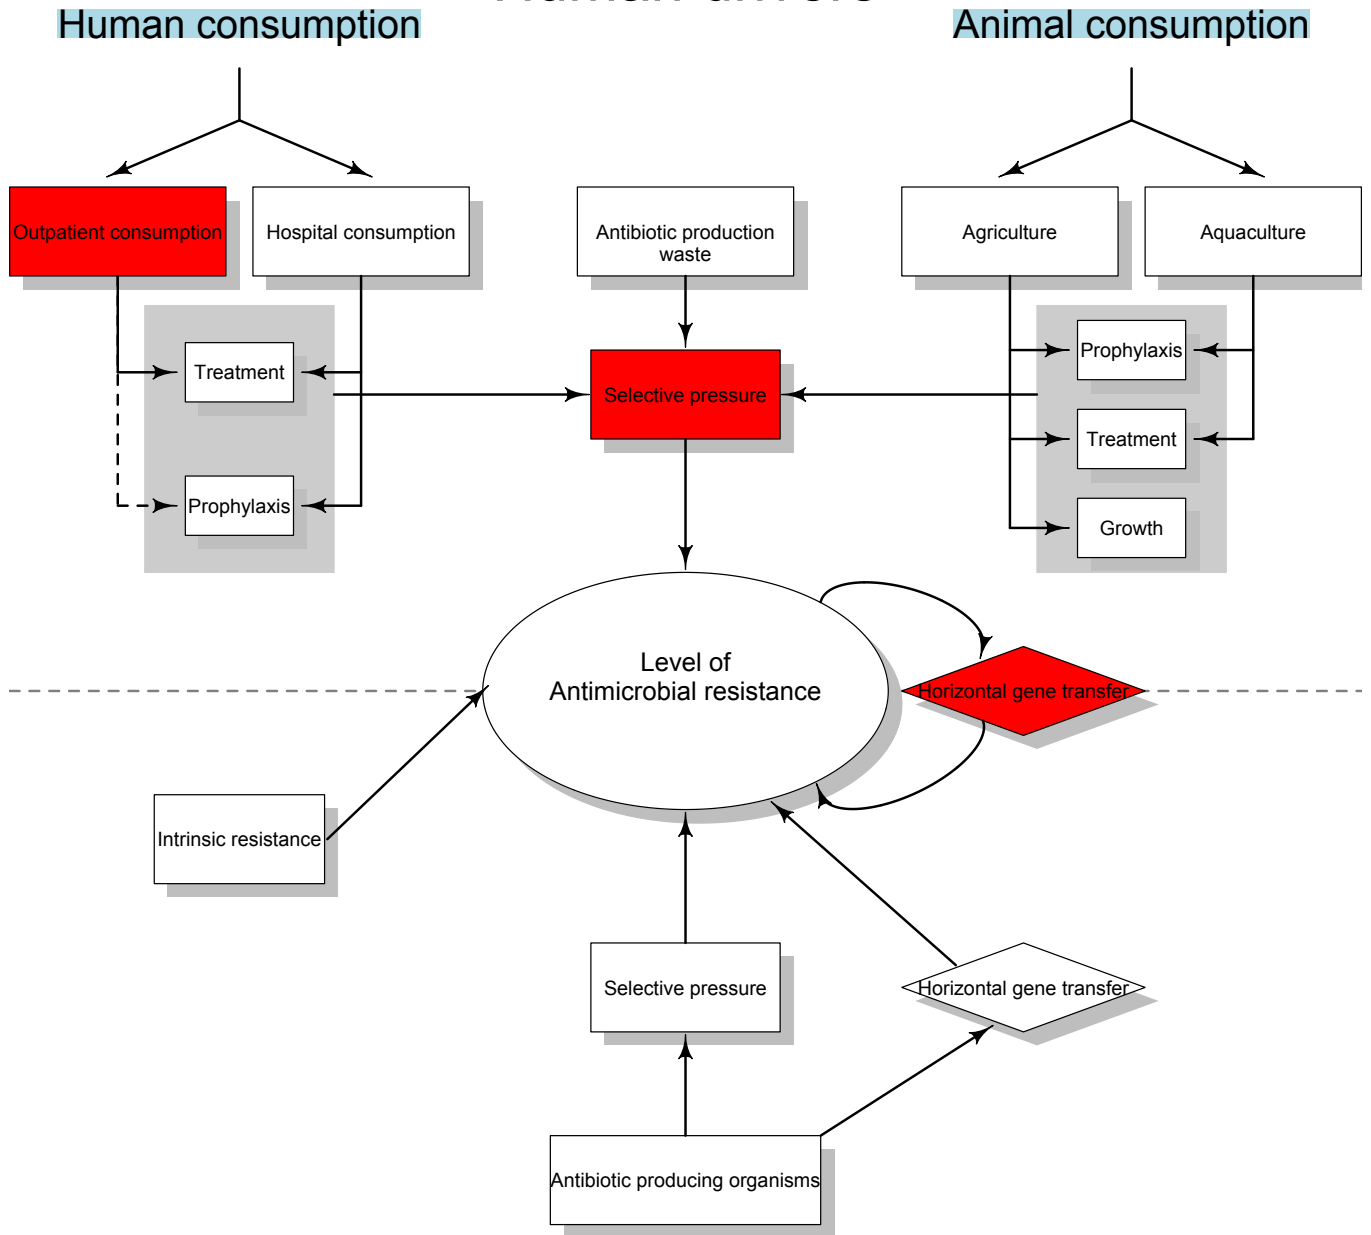 Human consumption
Animal consumption
Outpatient consumption
Hospital consumption
Antibiotic production
waste
Agriculture
Aquaculture
Treatment
Prophylaxis
Selective pressure
Prophylaxis
Treatment
Growth
Level of
Antimicrobial resistance
Horizontal gene transfer
Intrinsic resistance
Selective pressure
Horizontal gene transfer
Antibiotic producing organisms